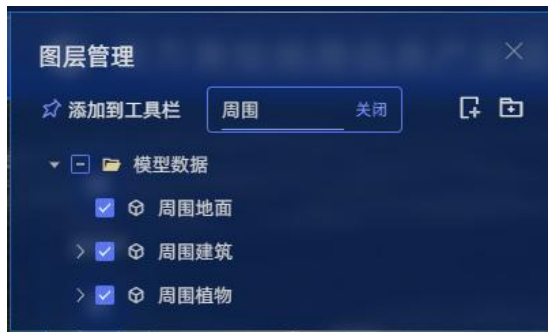 图层管理
添加到工具栏 周围 关闭
模型数据
周围地面
周围建筑
周围植物